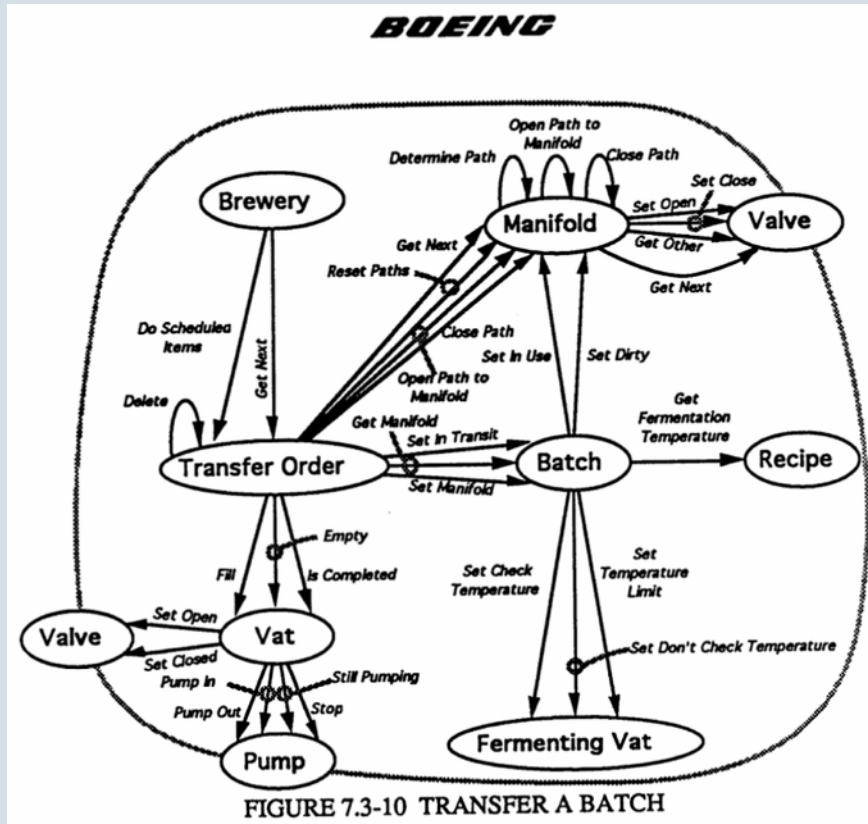 BOEING
Open Path to
Manifold
Determine Path
Close Path
Set Close
Brewery
Set Open
Manifold
Valve
Get Next
Get Other
Reset Paths
Get Next
Do Scheduled
Items
Close Path
Set In Use
Set Dirty
Get Next
Open Path to
Manifold
Delete
Get
Fermentation
Temperature
Get Manifold
Set In Transit
Transfer Order
Batch
Recipe
Set Manifold
Empty
Fill
Is Completed
Set Check
Temperature
Set
Temperature
Limit
Set Open
Valve
Vat
Set Closed
Set Don't Check Temperature
Pump In
Still Pumping
Pump Out
Stop
Pump
Fermenting Vat
FIGURE 7.3-10 TRANSFER A BATCH